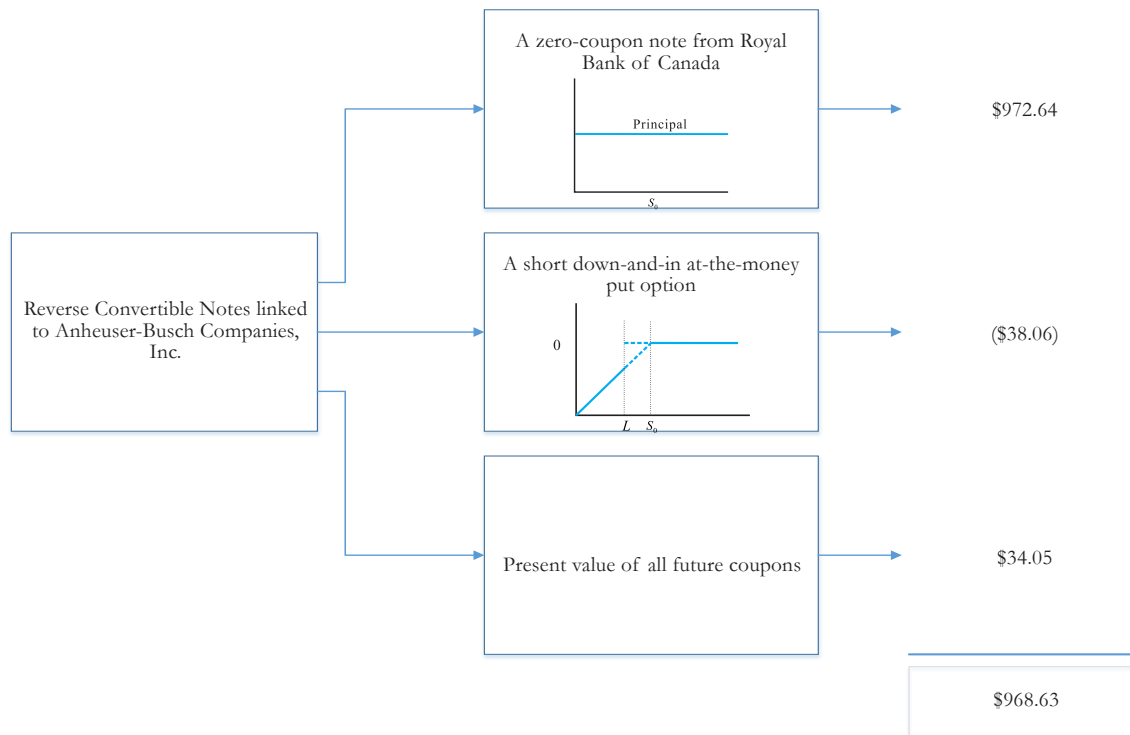 A zero-coupon note from Royal
Bank of Canada
Principal
S₀
$972.64
Reverse Convertible Notes linked
to Anheuser-Busch Companies,
Inc.
A short down-and-in at-the-money
put option
0
L S₀
($38.06)
Present value of all future coupons
$34.05
$968.63